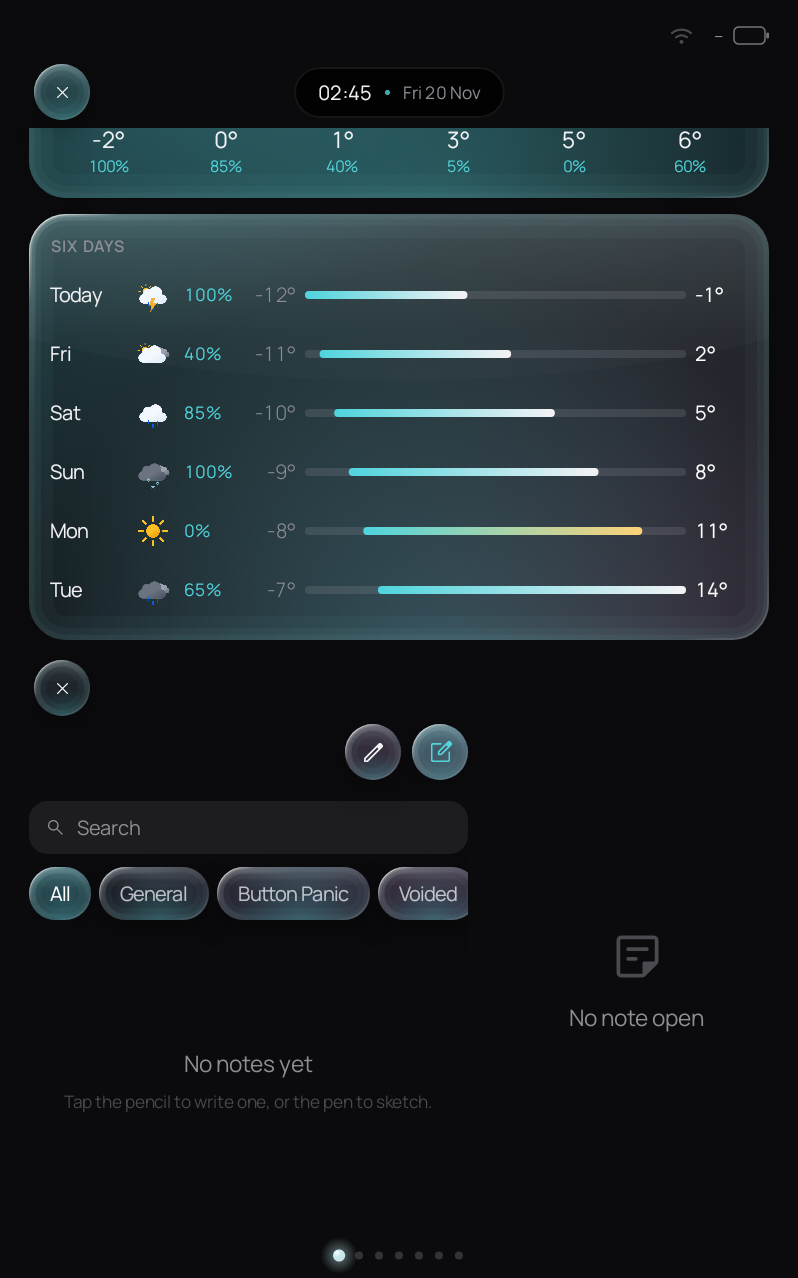 –
02:45 • Fri 20 Nov
-2° 0° 1° 3° 5° 6°
100% 85% 40% 5% 0% 60%
SIX DAYS
Today 100% -12° -1°
Fri 40% -11° 2°
Sat 85% -10° 5°
Sun 100% -9° 8°
Mon 0% -8° 11°
Tue 65% -7° 14°
Search
All General Button Panic Voided
No note open
No notes yet
Tap the pencil to write one, or the pen to sketch.